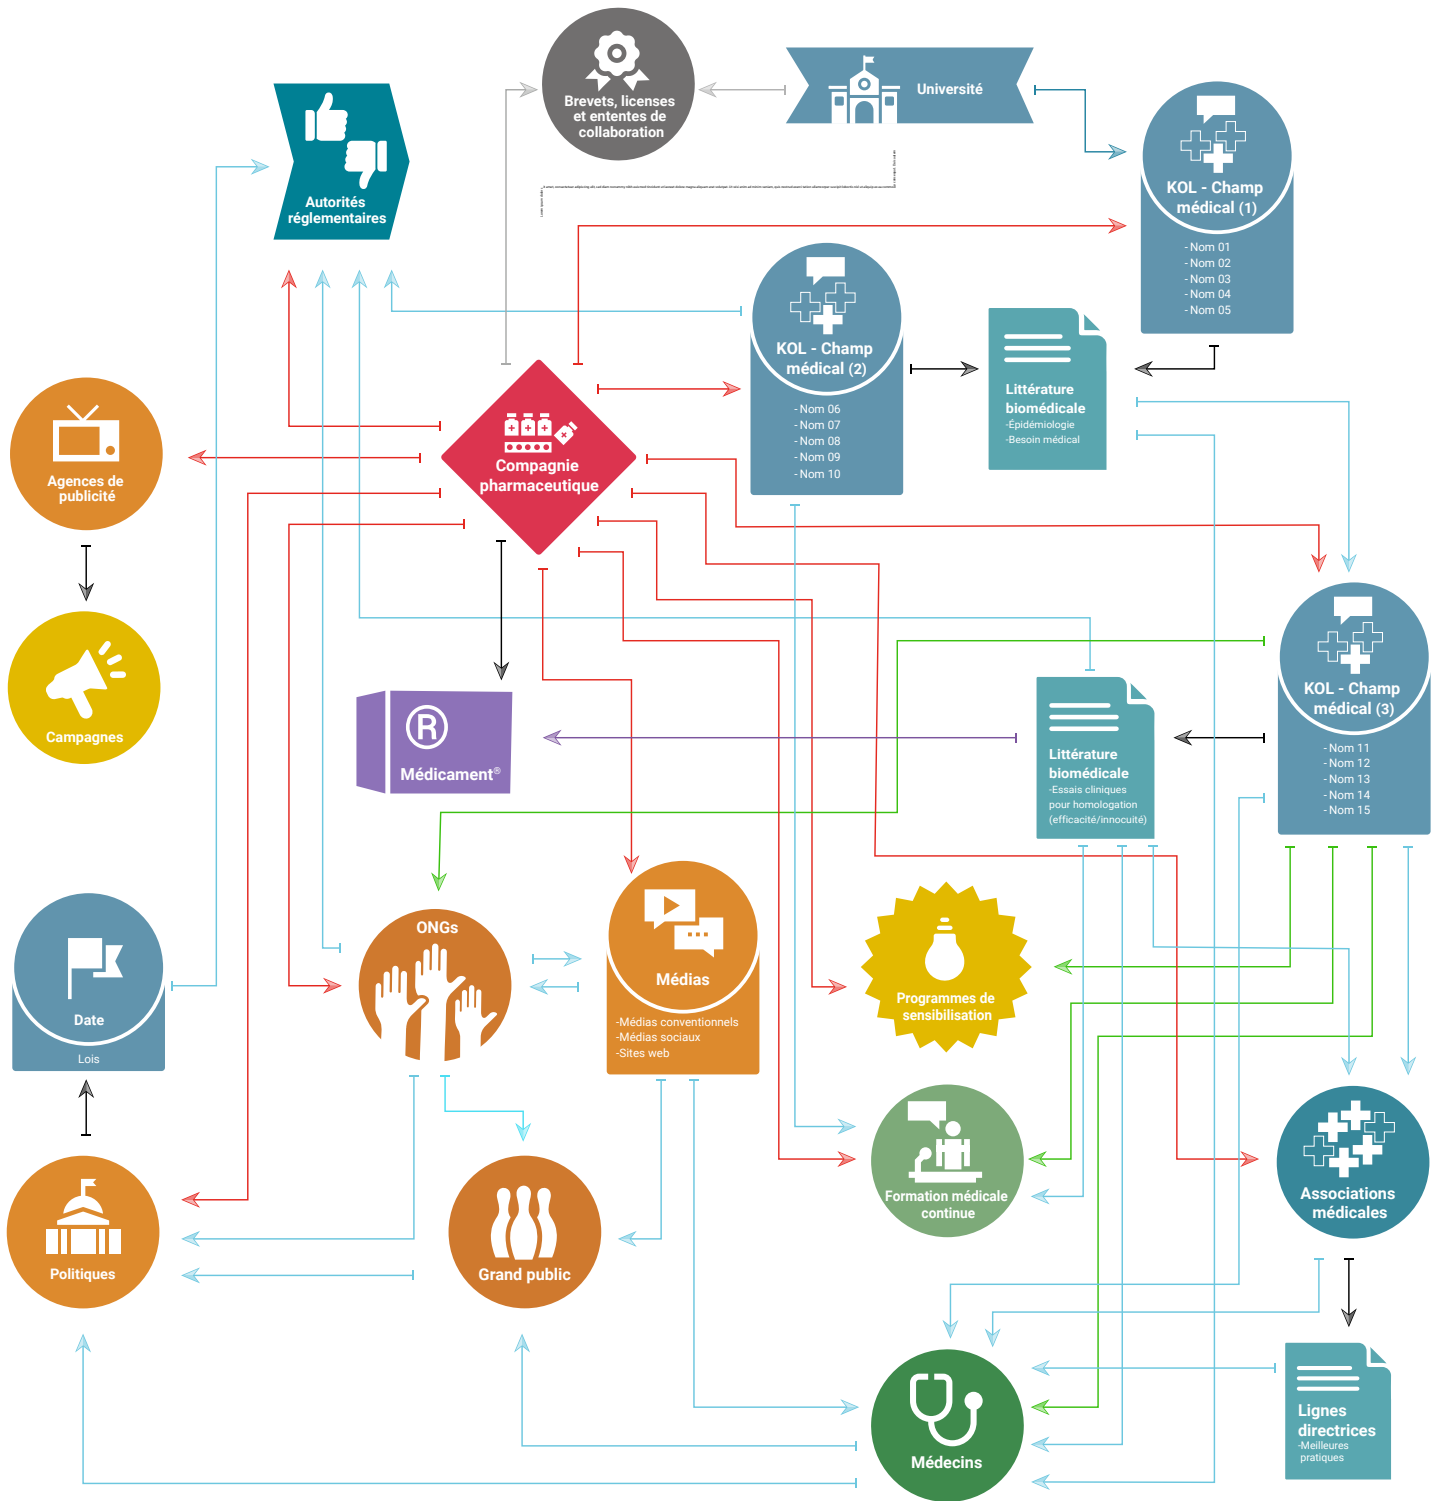 Brevets, licenses
et ententes de
collaboration
Université
Autorités
réglementaires
KOL - Champ
médical (1)
- Nom 01
- Nom 02
- Nom 03
- Nom 04
- Nom 05
KOL - Champ
médical (2)
- Nom 06
- Nom 07
- Nom 08
- Nom 09
- Nom 10
Littérature
biomédicale
-Épidémiologie
-Besoin médical
Agences de
publicité
Compagnie
pharmaceutique
Campagnes
R
Médicament®
Littérature
biomédicale
-Essais cliniques
pour homologation
(efficacité/innocuité)
KOL - Champ
médical (3)
- Nom 11
- Nom 12
- Nom 13
- Nom 14
- Nom 15
Date
Lois
ONGs
Médias
-Médias conventionnels
-Médias sociaux
-Sites web
Programmes de
sensibilisation
Formation médicale
continue
Associations
médicales
Politiques
Grand public
Médecins
Lignes
directrices
-Meilleures
pratiques